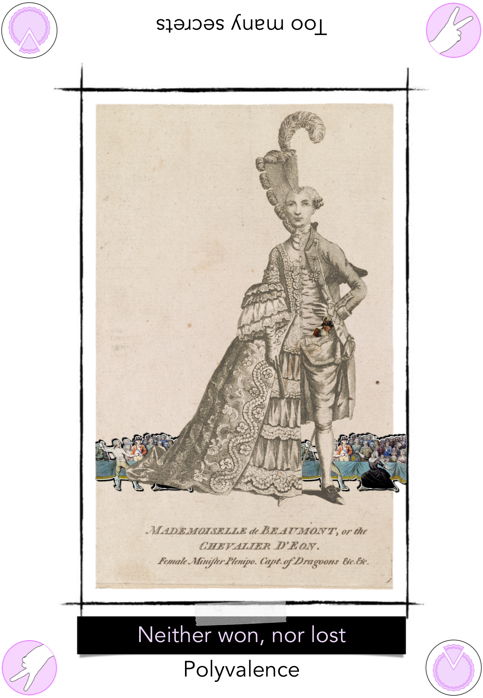 Too many secrets
MADEMOISELLE de BEAUMONT, or the
CHEVALIER D'EON.
Female Miniſter Plenipo. Capt. of Dragoons &c. &c.
Neither won, nor lost
Polyvalence